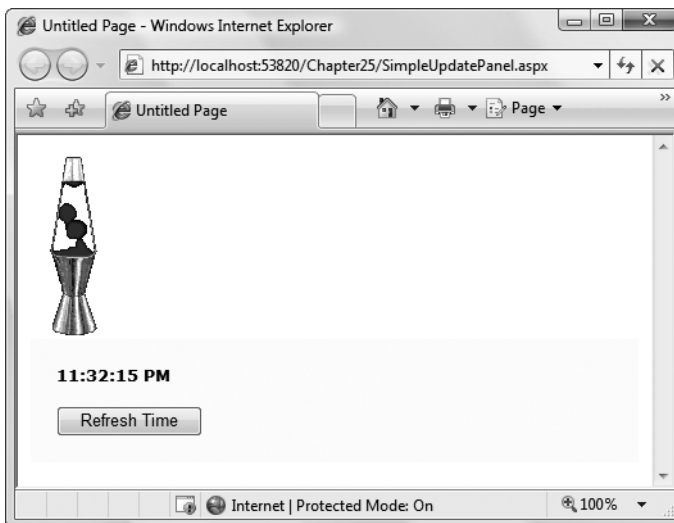 Untitled Page - Windows Internet Explorer
http://localhost:53820/Chapter25/SimpleUpdatePanel.aspx
Untitled Page
Page
11:32:15 PM
Refresh Time
Internet | Protected Mode: On
100%